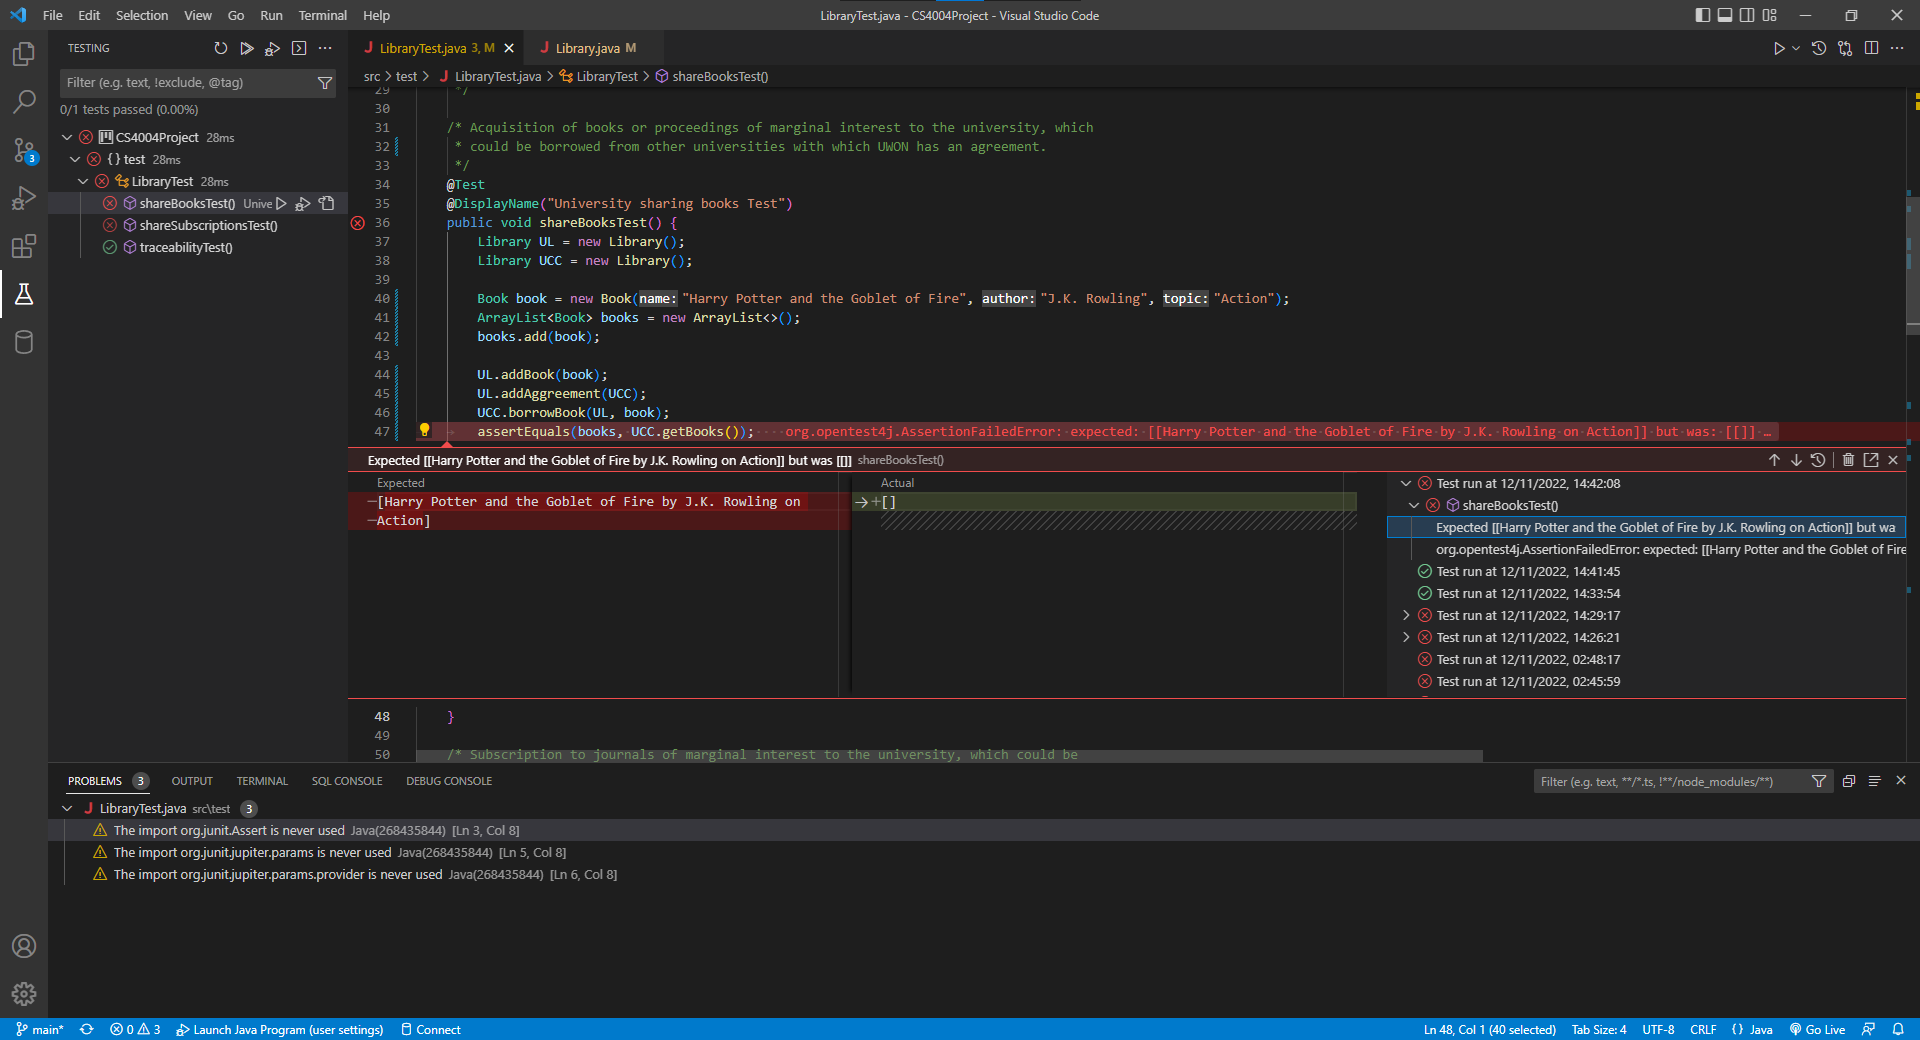 File Edit Selection View Go Run Terminal Help
LibraryTest.java - CS4004Project - Visual Studio Code
TESTING
Filter (e.g. text, !exclude, @tag)
0/1 tests passed (0.00%)
CS4004Project 28ms
{} test 28ms
LibraryTest 28ms
shareBooksTest() Unive
shareSubscriptionsTest()
traceabilityTest()
3
LibraryTest.java 3, M
Library.java M
src > test > J LibraryTest.java > LibraryTest > shareBooksTest()
29 */
30
31 /* Acquisition of books or proceedings of marginal interest to the university, which
32 * could be borrowed from other universities with which UWON has an agreement.
33 */
34 @Test
35 @DisplayName("University sharing books Test")
36 public void shareBooksTest() {
37 Library UL = new Library();
38 Library UCC = new Library();
39
40 Book book = new Book(name: "Harry Potter and the Goblet of Fire", author: "J.K. Rowling", topic: "Action");
41 ArrayList<Book> books = new ArrayList<>();
42 books.add(book);
43
44 UL.addBook(book);
45 UL.addAggreement(UCC);
46 UCC.borrowBook(UL, book);
47 assertEquals(books, UCC.getBooks()); org.opentest4j.AssertionFailedError: expected: [[Harry Potter and the Goblet of Fire by J.K. Rowling on Action]] but was: [[]] …
Expected [[Harry Potter and the Goblet of Fire by J.K. Rowling on Action]] but was [[]] shareBooksTest()
Expected
−[Harry Potter and the Goblet of Fire by J.K. Rowling on
−Action]
Actual
→+[]
Test run at 12/11/2022, 14:42:08
shareBooksTest()
Expected [[Harry Potter and the Goblet of Fire by J.K. Rowling on Action]] but wa
org.opentest4j.AssertionFailedError: expected: [[Harry Potter and the Goblet of Fire
Test run at 12/11/2022, 14:41:45
Test run at 12/11/2022, 14:33:54
Test run at 12/11/2022, 14:29:17
Test run at 12/11/2022, 14:26:21
Test run at 12/11/2022, 02:48:17
Test run at 12/11/2022, 02:45:59
48 }
49
50 /* Subscription to journals of marginal interest to the university, which could be
PROBLEMS 3 OUTPUT TERMINAL SQL CONSOLE DEBUG CONSOLE
Filter (e.g. text, **/*.ts, !**/node_modules/**)
LibraryTest.java src\test 3
The import org.junit.Assert is never used Java(268435844) [Ln 3, Col 8]
The import org.junit.jupiter.params is never used Java(268435844) [Ln 5, Col 8]
The import org.junit.jupiter.params.provider is never used Java(268435844) [Ln 6, Col 8]
main* 0 3 Launch Java Program (user settings) Connect
Ln 48, Col 1 (40 selected) Tab Size: 4 UTF-8 CRLF {} Java Go Live